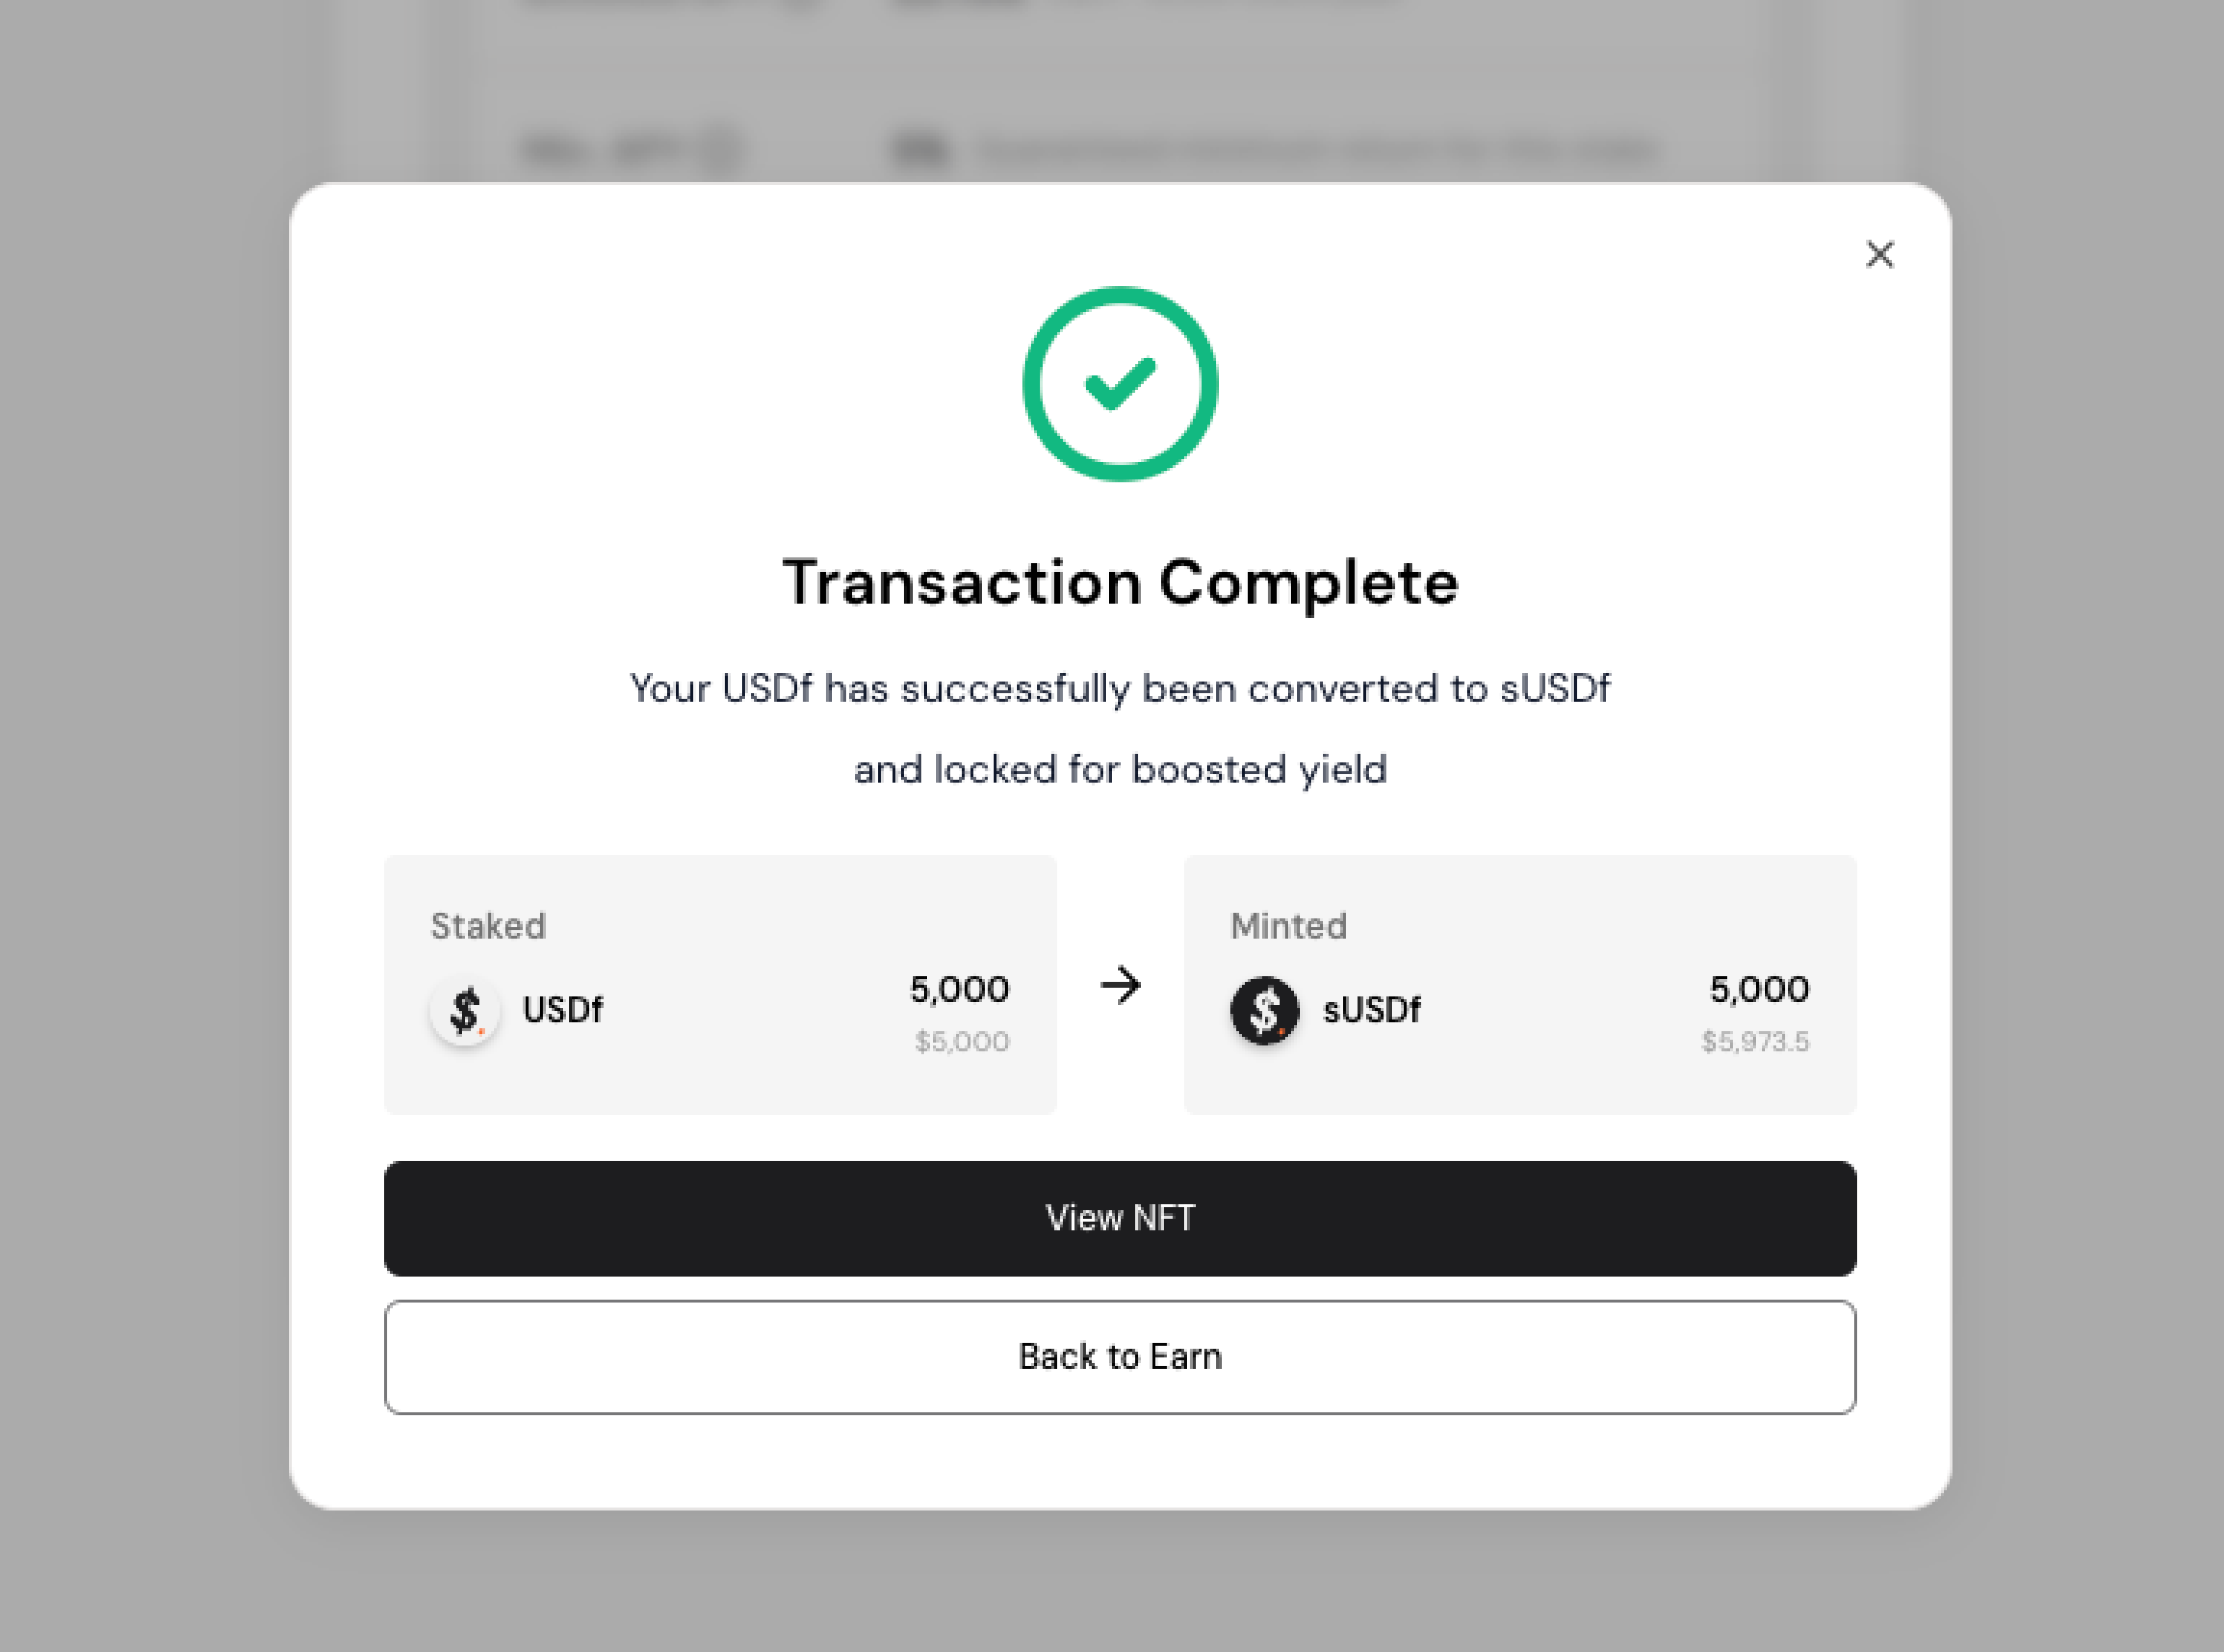 Transaction Complete
Your USDf has successfully been converted to sUSDf
and locked for boosted yield
Staked
USDf
5,000
$5,000
Minted
sUSDf
5,000
$5,973.5
View NFT
Back to Earn